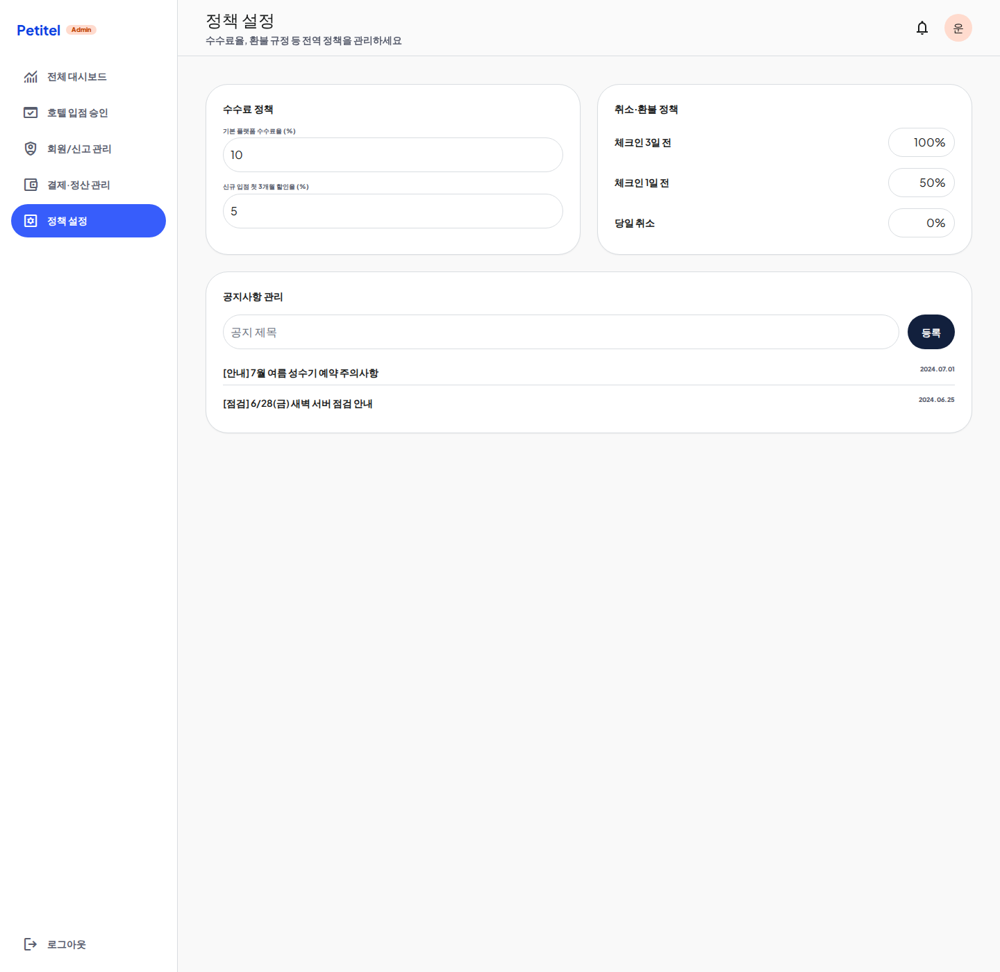 Petitel Admin
전체 대시보드
호텔 입점 승인
회원/신고 관리
결제·정산 관리
정책 설정
로그아웃
정책 설정
수수료율, 환불 규정 등 전역 정책을 관리하세요
운
수수료 정책
기본 플랫폼 수수료율 (%)
10
신규 입점 첫 3개월 할인율 (%)
5
취소·환불 정책
체크인 3일 전 100%
체크인 1일 전 50%
당일 취소 0%
공지사항 관리
공지 제목 등록
[안내] 7월 여름 성수기 예약 주의사항 2024.07.01
[점검] 6/28(금) 새벽 서버 점검 안내 2024.06.25